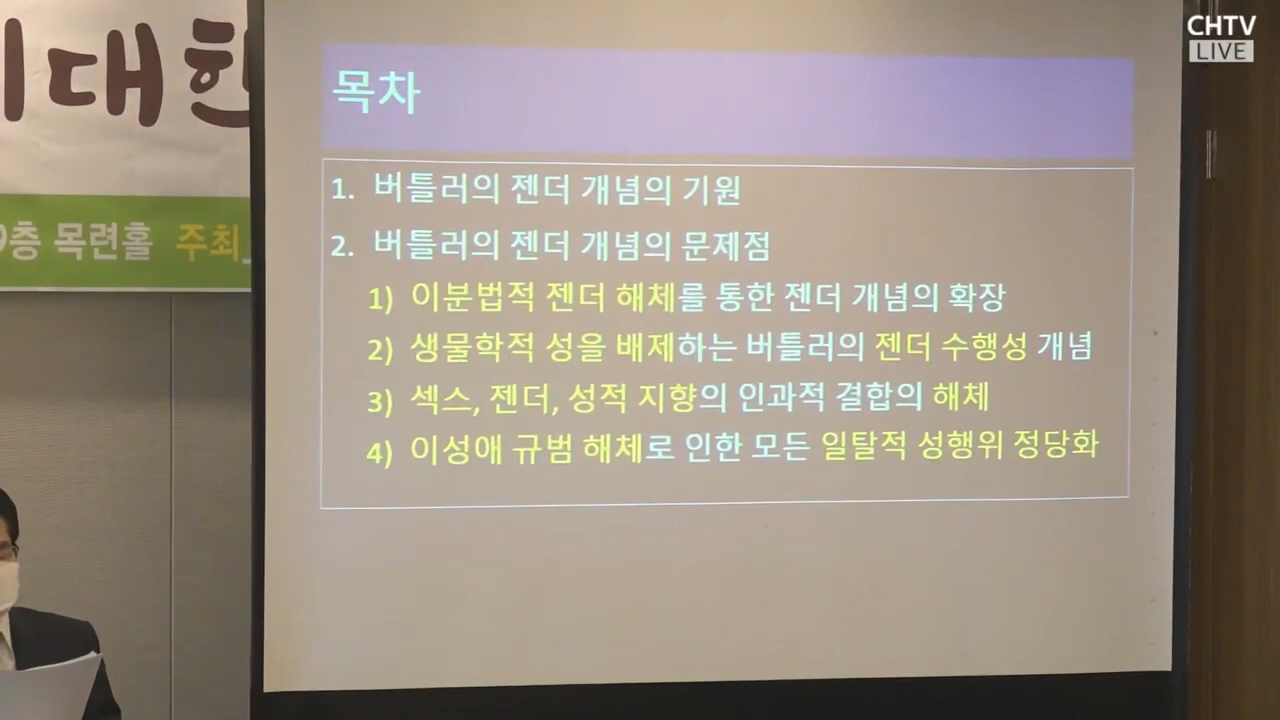 CHTV
LIVE
대한
9층 목련홀 주최
목차
1. 버틀러의 젠더 개념의 기원
2. 버틀러의 젠더 개념의 문제점
1) 이분법적 젠더 해체를 통한 젠더 개념의 확장
2) 생물학적 성을 배제하는 버틀러의 젠더 수행성 개념
3) 섹스, 젠더, 성적 지향의 인과적 결합의 해체
4) 이성애 규범 해체로 인한 모든 일탈적 성행위 정당화